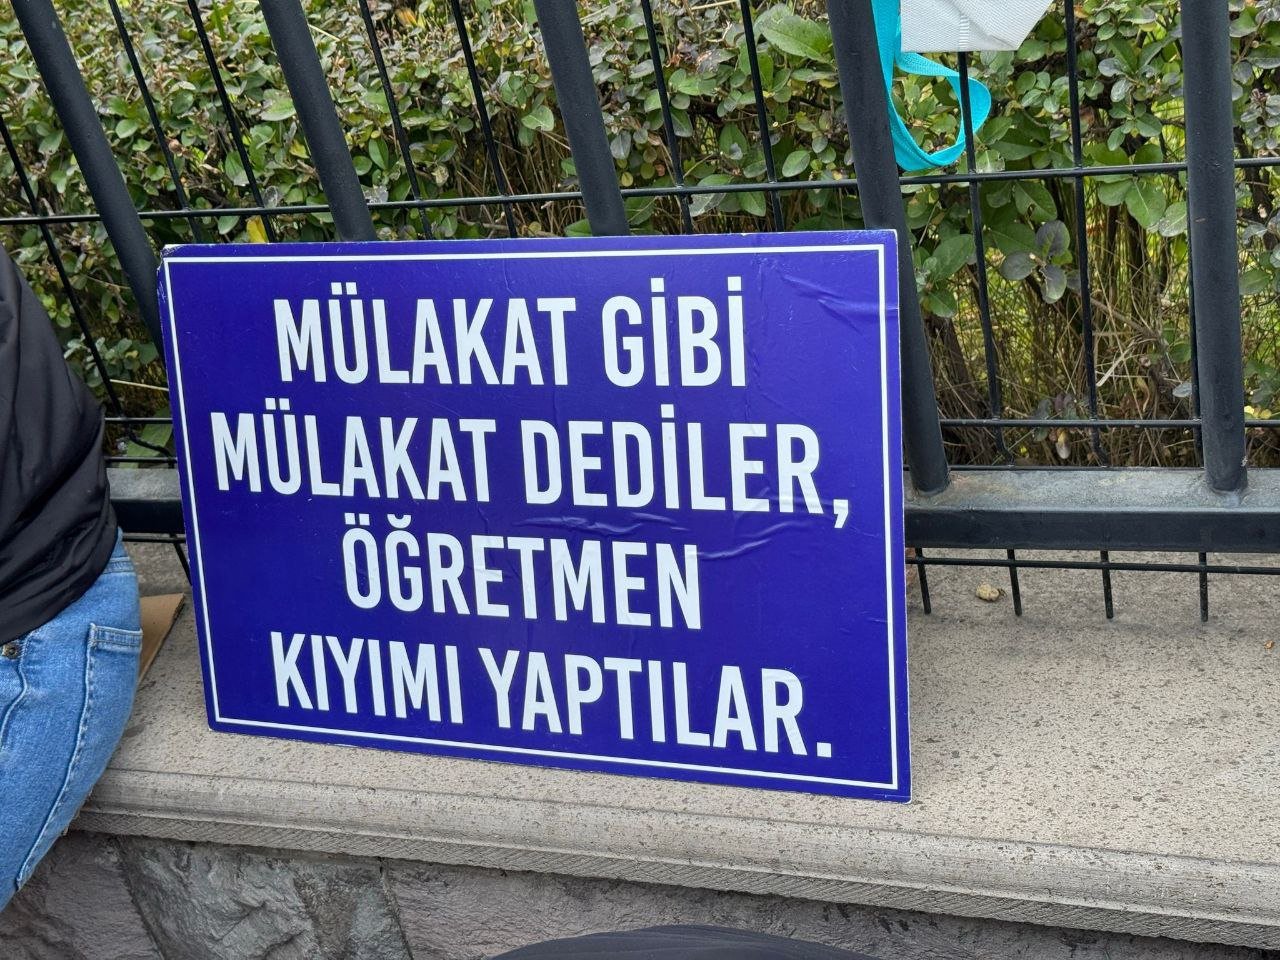 MÜLAKAT GİBİ
MÜLAKAT DEDİLER,
ÖĞRETMEN
KIYIMI YAPTILAR.